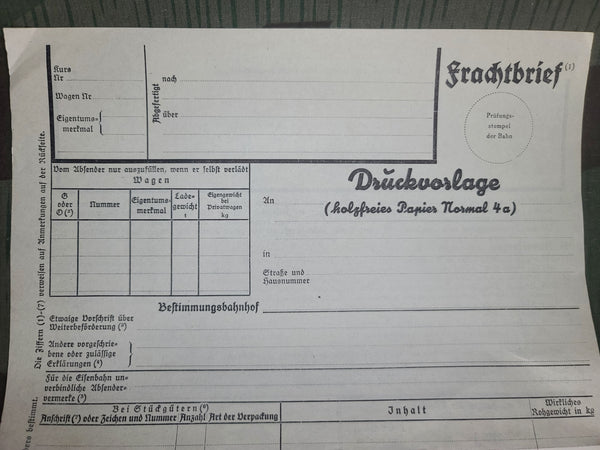 Kurs
Nr
Wagen Nr
Eigentums=
merkmal
Abgefertigt
nach
über
Frachtbrief (1)
Prüfungs=
stempel
der Bahn
Druckvorlage
(holzfreies Papier Normal 4a)
Vom Absender nur auszufüllen, wenn er selbst verlädt
Wagen
G
oder
O (2)
Nummer
Eigentums=
merkmal
Lade=
gewicht
t
Eigengewicht
bei
Privatwagen
kg
An
in
Straße und
Hausnummer
Bestimmungsbahnhof
Etwaige Vorschrift über
Weiterbeförderung (3)
Andere vorgeschrie=
bene oder zulässige
Erklärungen (4)
Für die Eisenbahn un=
verbindliche Absender=
vermerke (5)
Bei Stückgütern (6)
Anschrift (7) oder Zeichen und Nummer
Anzahl
Art der Verpackung
Inhalt
Wirkliches
Rohgewicht in kg
Die Ziffern (1)-(7) verweisen auf Anmerkungen auf der Rückseite.
bestimmt.